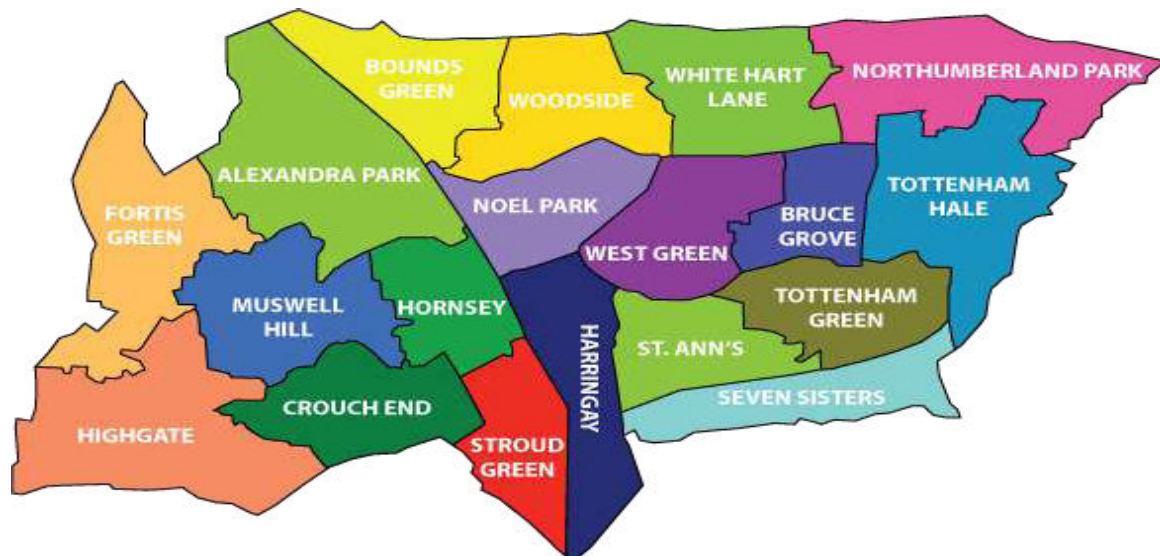 BOUNDS
GREEN
WOODSIDE
WHITE HART
LANE
NORTHUMBERLAND PARK
ALEXANDRA PARK
FORTIS
GREEN
NOEL PARK
WEST GREEN
BRUCE
GROVE
TOTTENHAM
HALE
MUSWELL
HILL
HORNSEY
HARRINGAY
ST. ANN'S
TOTTENHAM
GREEN
SEVEN SISTERS
CROUCH END
HIGHGATE
STROUD
GREEN